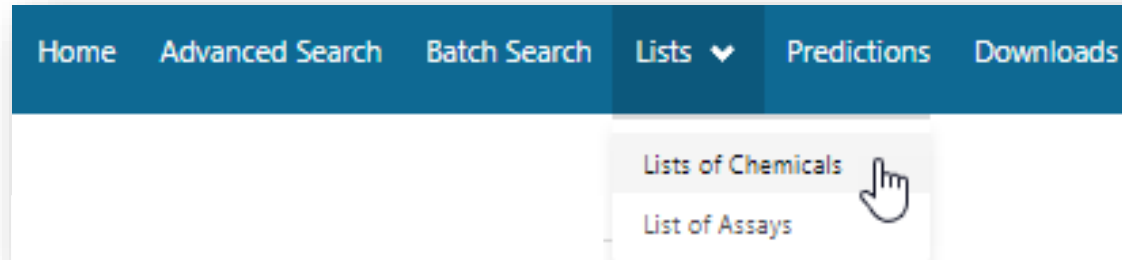 Home Advanced Search Batch Search Lists Predictions Downloads
Lists of Chemicals
List of Assays